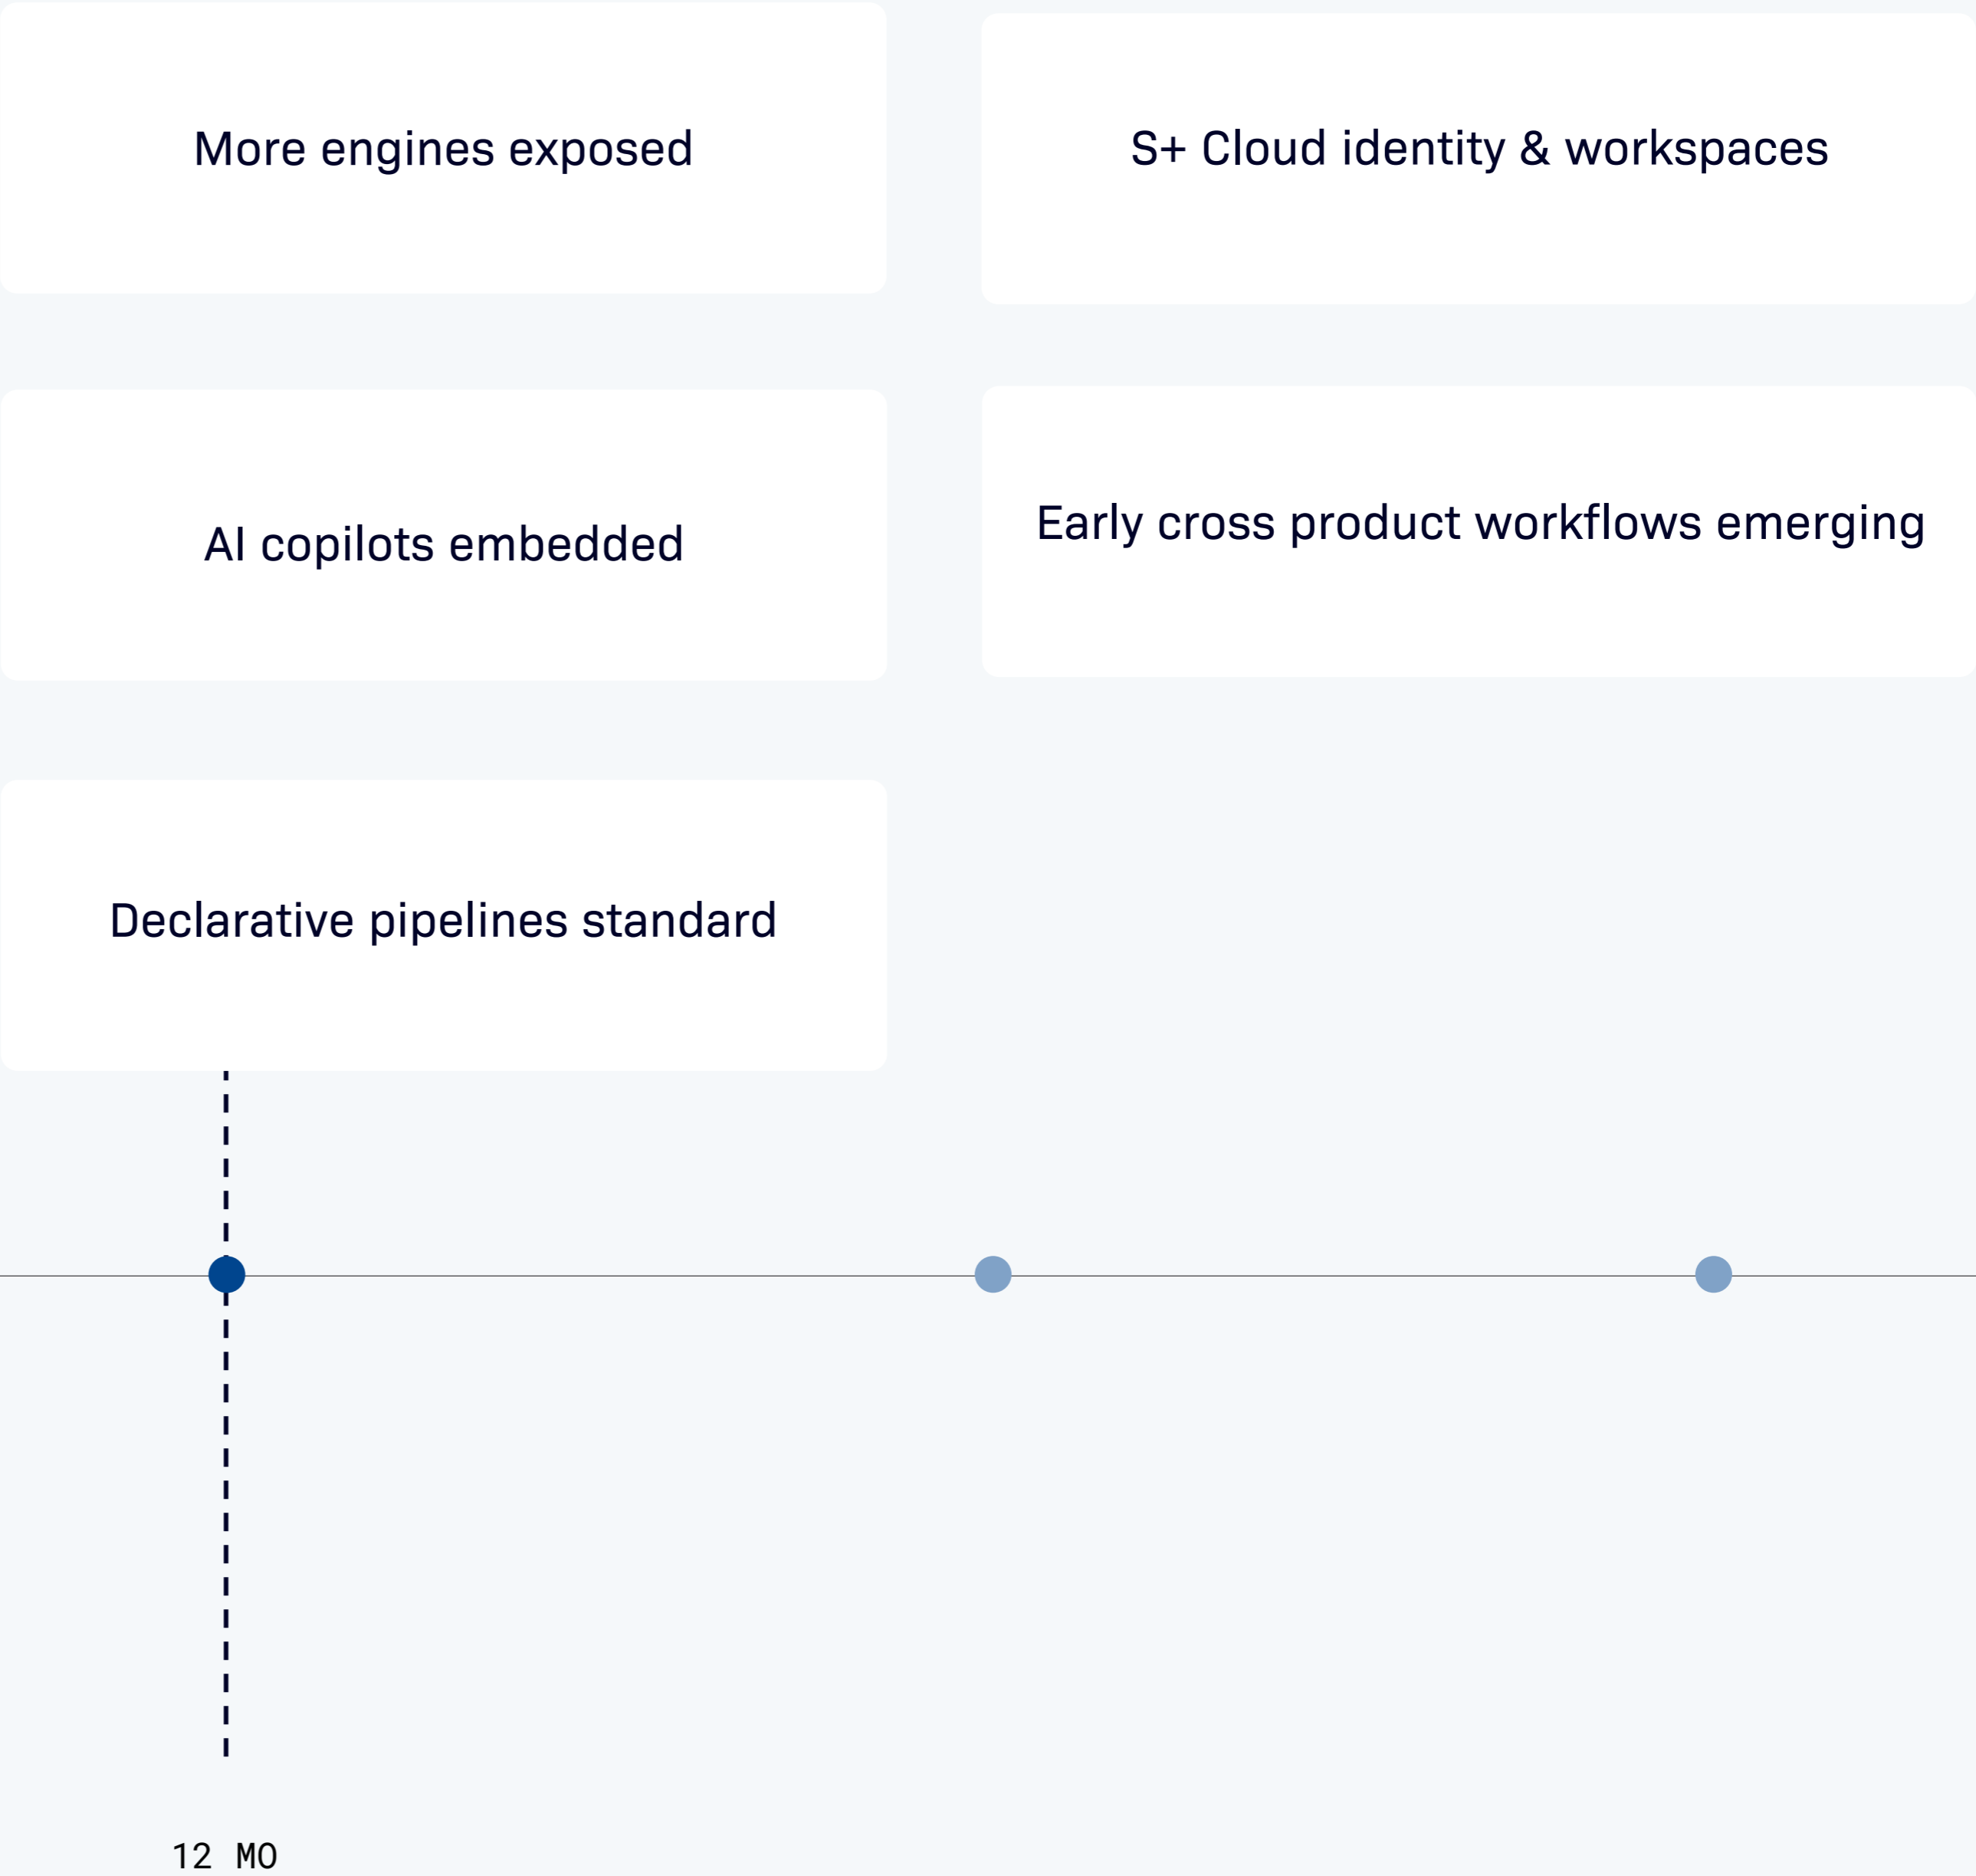 More engines exposed
S+ Cloud identity & workspaces
AI copilots embedded
Early cross product workflows emerging
Declarative pipelines standard
12 MO